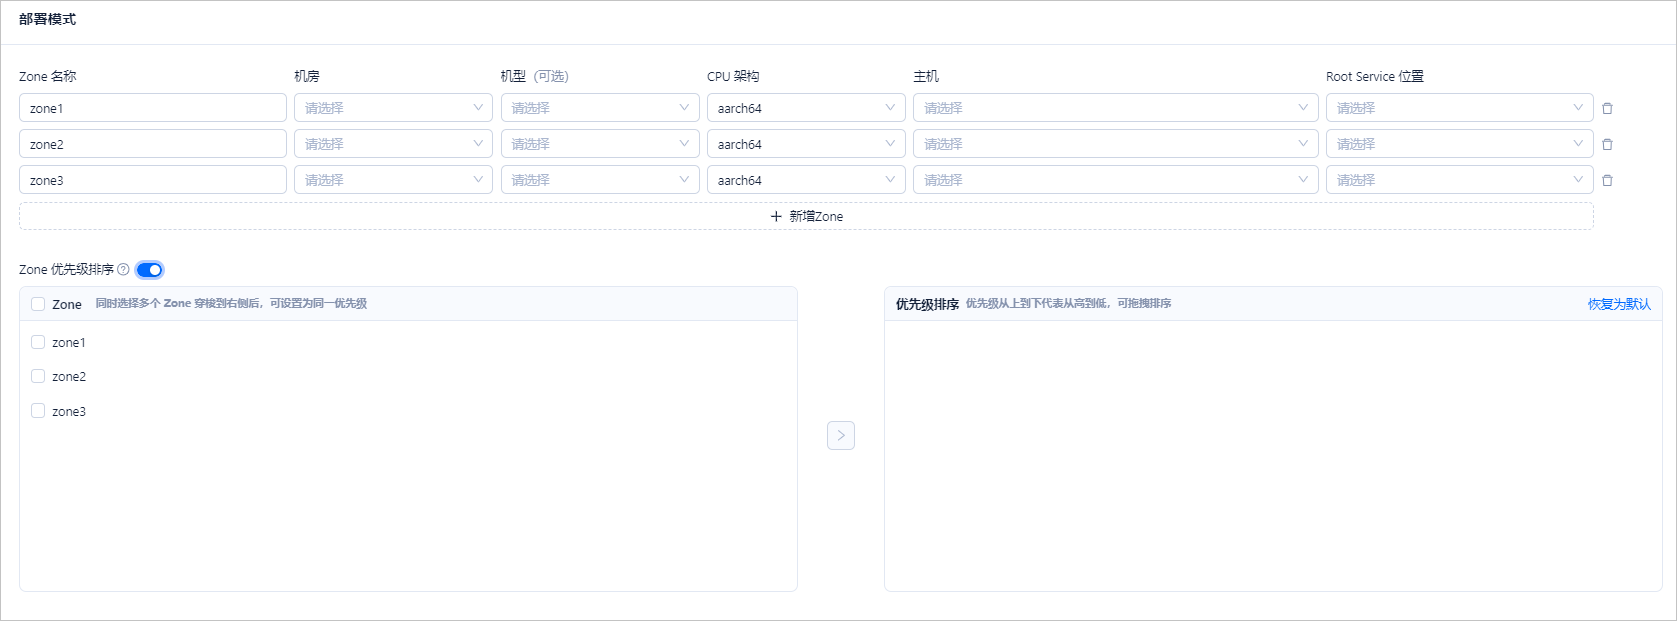 部署模式
Zone 名称 机房 机型 (可选) CPU 架构 主机 Root Service 位置
zone1 请选择 请选择 aarch64 请选择 请选择
zone2 请选择 请选择 aarch64 请选择 请选择
zone3 请选择 请选择 aarch64 请选择 请选择
+ 新增Zone
Zone 优先级排序 ?
Zone 同时选择多个 Zone 穿梭到右侧后，可设置为同一优先级
优先级排序 优先级从上到下代表从高到低，可拖拽排序 恢复为默认
zone1
zone2
zone3